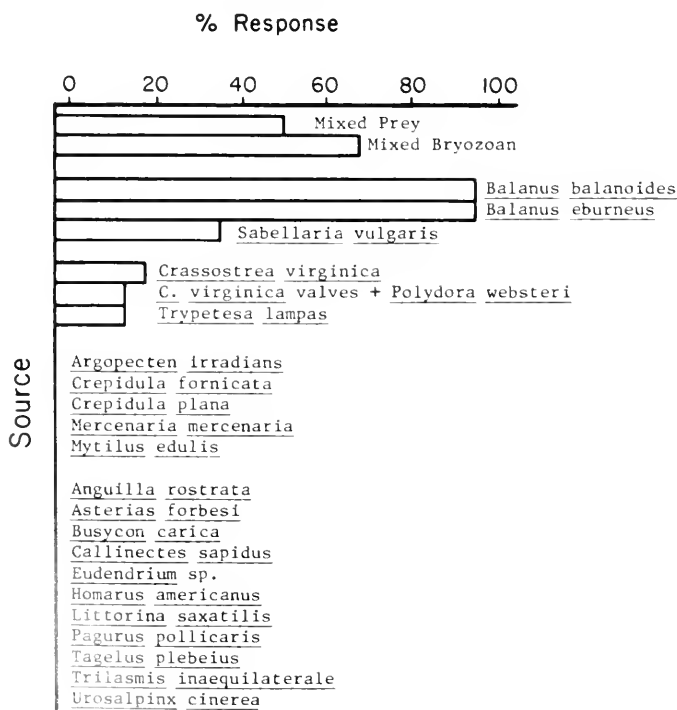 % Response
0 20 40 60 80 100
Mixed Prey
Mixed Bryozoan
Balanus balanoides
Balanus eburneus
Sabellaria vulgaris
Crassostrea virginica
C. virginica valves + Polydora websteri
Trypetesa lampas
Argopecten irradians
Crepidula fornicata
Crepidula plana
Mercenaria mercenaria
Mytilus edulis
Anguilla rostrata
Asterias forbesi
Busycon carica
Callinectes sapidus
Eudendrium sp.
Homarus americanus
Littorina saxatilis
Pagurus pollicaris
Tagelus plebeius
Trilasmis inaequilaterale
Urosalpinx cinerea
Source